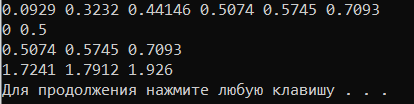 0.0929 0.3232 0.44146 0.5074 0.5745 0.7093
0 0.5
0.5074 0.5745 0.7093
1.7241 1.7912 1.926
Для продолжения нажмите любую клавишу . . .